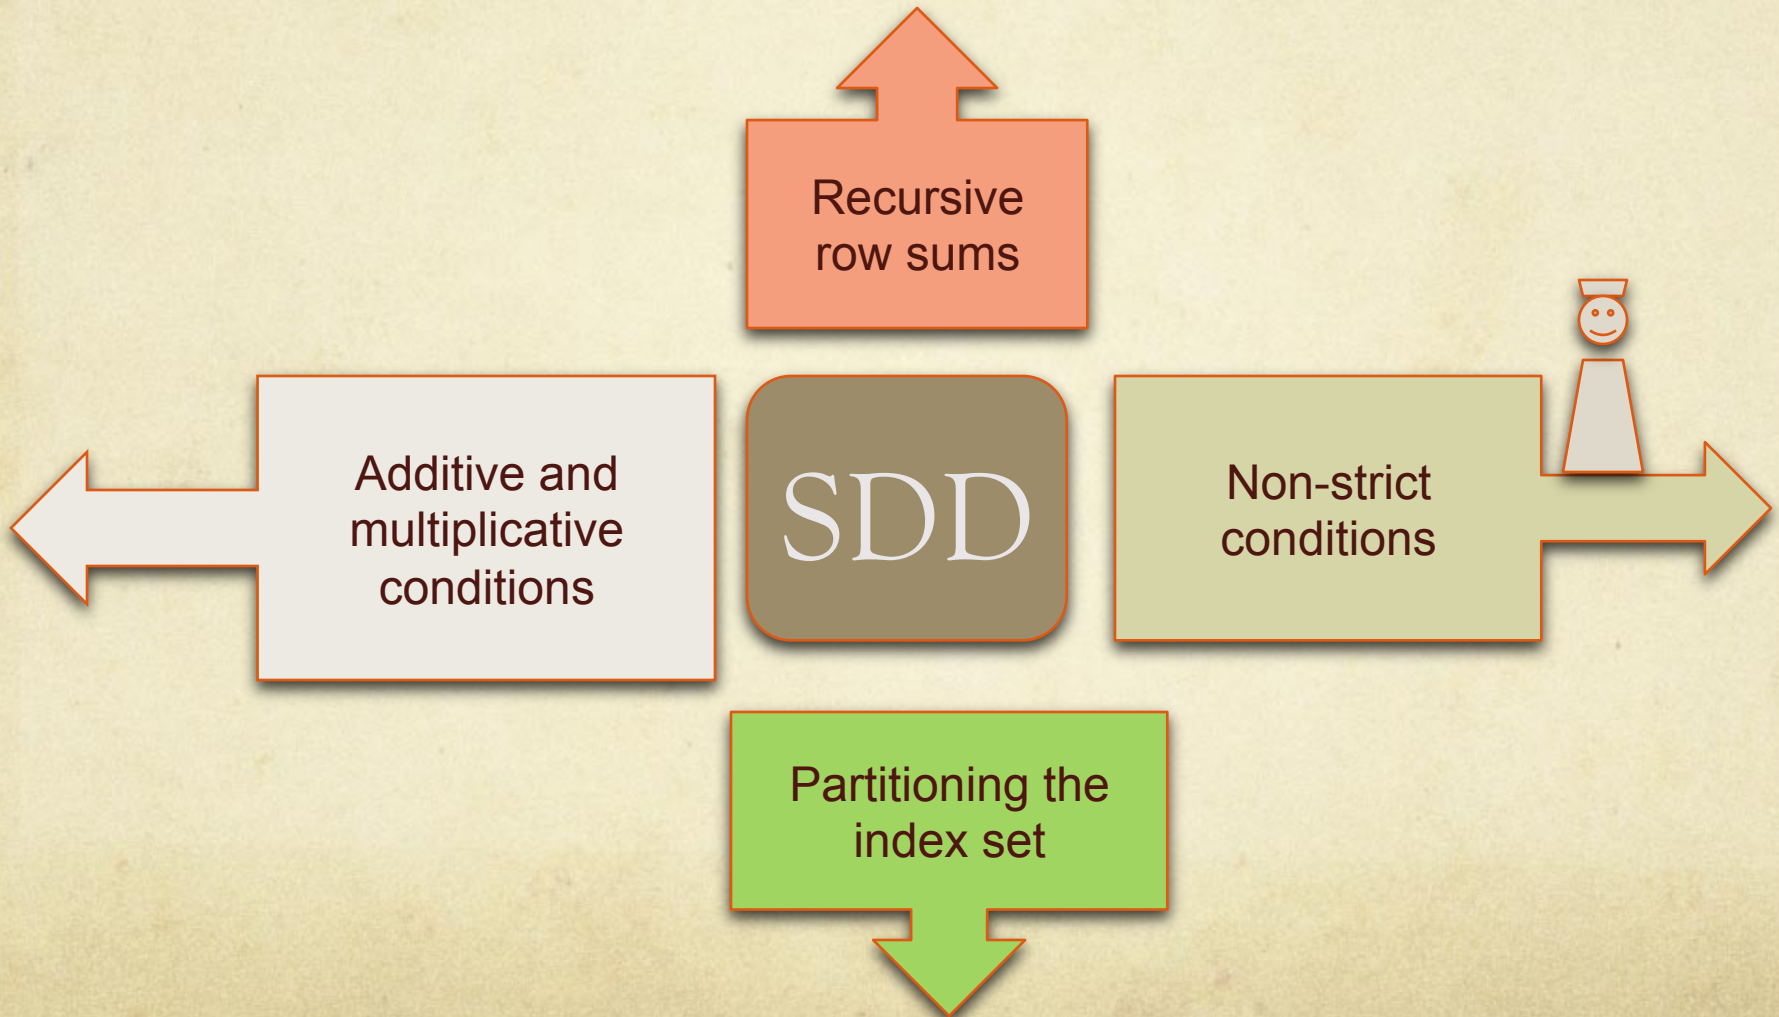 Recursive
row sums
Additive and
multiplicative
conditions
SDD
Non-strict
conditions
Partitioning the
index set